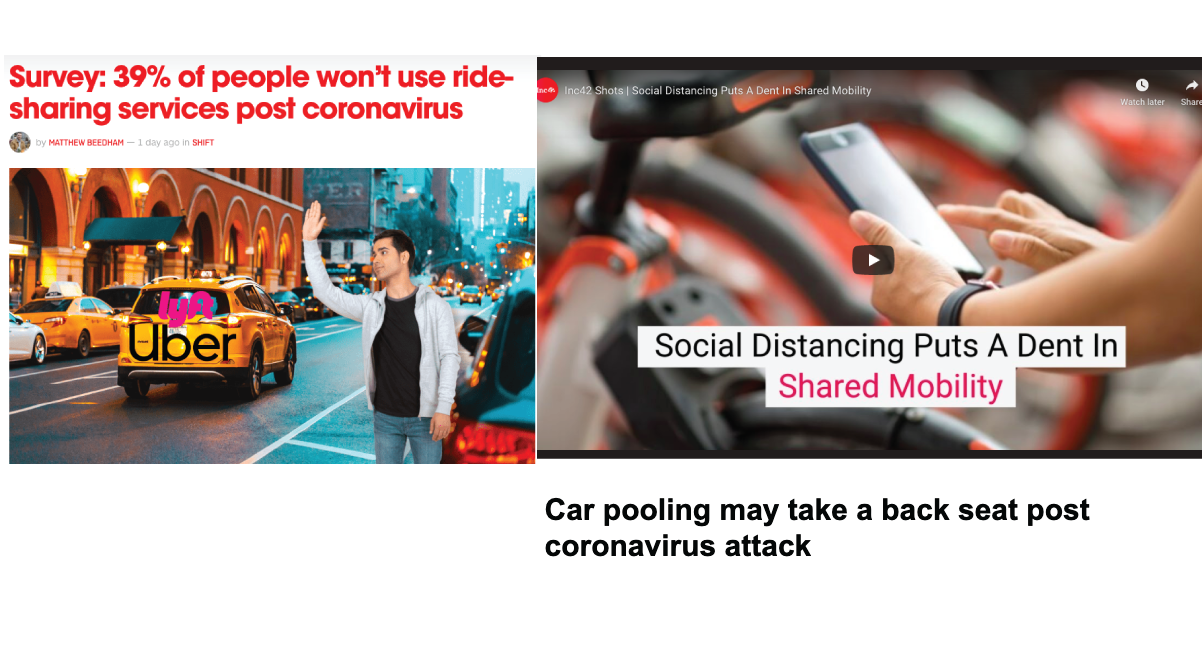 Survey: 39% of people won't use ride-
sharing services post coronavirus
by MATTHEW BEEDHAM — 1 day ago in SHIFT
PER
lyft
Uber
Inc42
Inc42 Shots | Social Distancing Puts A Dent In Shared Mobility
Watch later
Share
Social Distancing Puts A Dent In
Shared Mobility
Car pooling may take a back seat post
coronavirus attack